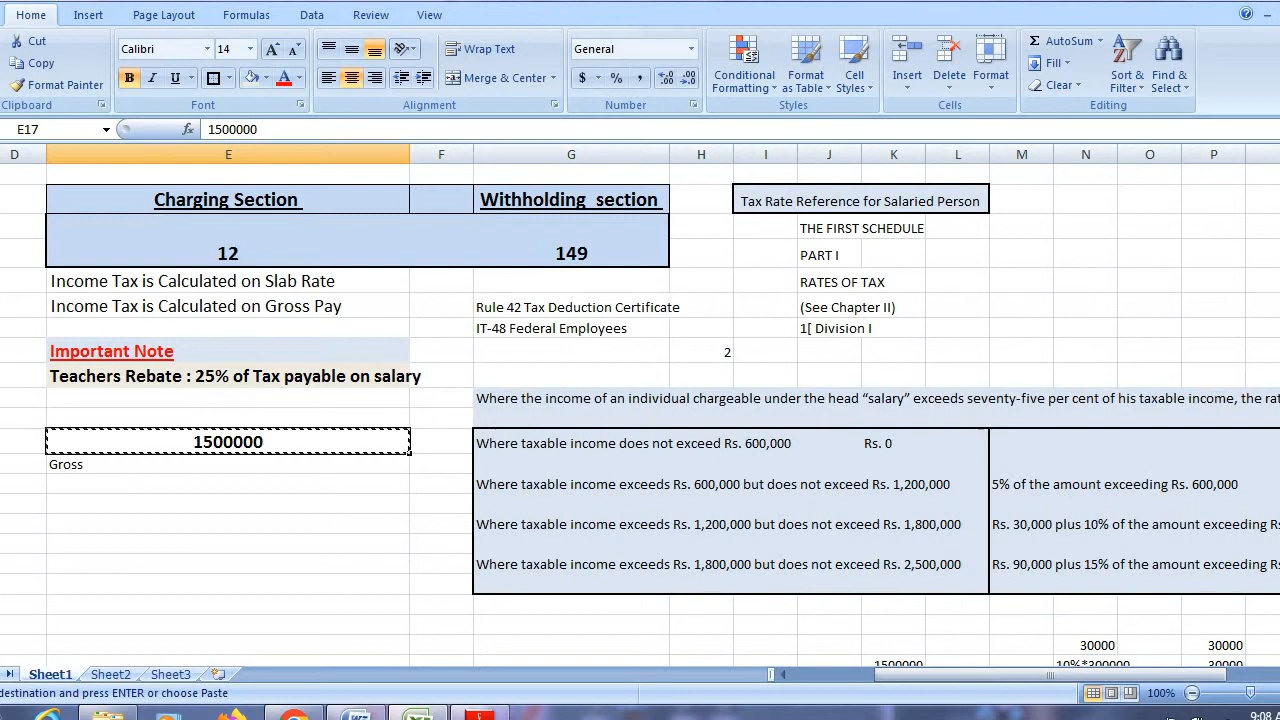 Home Insert Page Layout Formulas Data Review View
Cut
Copy
Format Painter
Clipboard
Calibri 14
B I U
Font
Wrap Text
Merge & Center
Alignment
General
$ % ,
Number
Conditional Formatting
Format as Table
Cell Styles
Styles
Insert Delete Format
Cells
Σ AutoSum
Fill
Clear
Sort & Filter
Find & Select
Editing
E17 fx 1500000
D E F G H I J K L M N O P
Charging Section Withholding section Tax Rate Reference for Salaried Person
THE FIRST SCHEDULE
12 149 PART I
Income Tax is Calculated on Slab Rate RATES OF TAX
Income Tax is Calculated on Gross Pay Rule 42 Tax Deduction Certificate (See Chapter II)
IT-48 Federal Employees 1[ Division I
Important Note 2
Teachers Rebate : 25% of Tax payable on salary
Where the income of an individual chargeable under the head “salary” exceeds seventy-five per cent of his taxable income, the ra
1500000 Where taxable income does not exceed Rs. 600,000 Rs. 0
Gross
Where taxable income exceeds Rs. 600,000 but does not exceed Rs. 1,200,000 5% of the amount exceeding Rs. 600,000
Where taxable income exceeds Rs. 1,200,000 but does not exceed Rs. 1,800,000 Rs. 30,000 plus 10% of the amount exceeding R
Where taxable income exceeds Rs. 1,800,000 but does not exceed Rs. 2,500,000 Rs. 90,000 plus 15% of the amount exceeding R
30000 30000
1500000 10%*300000 30000
Sheet1 Sheet2 Sheet3
destination and press ENTER or choose Paste 100%
9:08